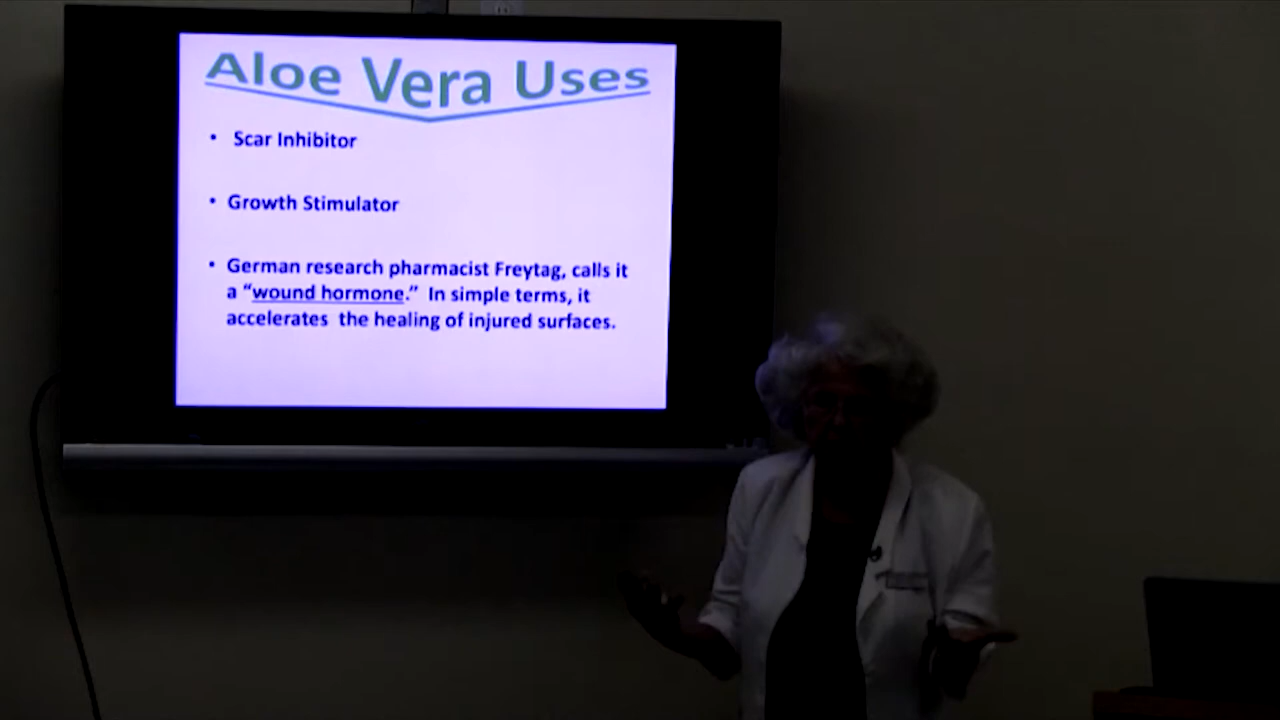 Aloe Vera Uses
• Scar Inhibitor
• Growth Stimulator
• German research pharmacist Freytag, calls it
a “wound hormone.” In simple terms, it
accelerates the healing of injured surfaces.